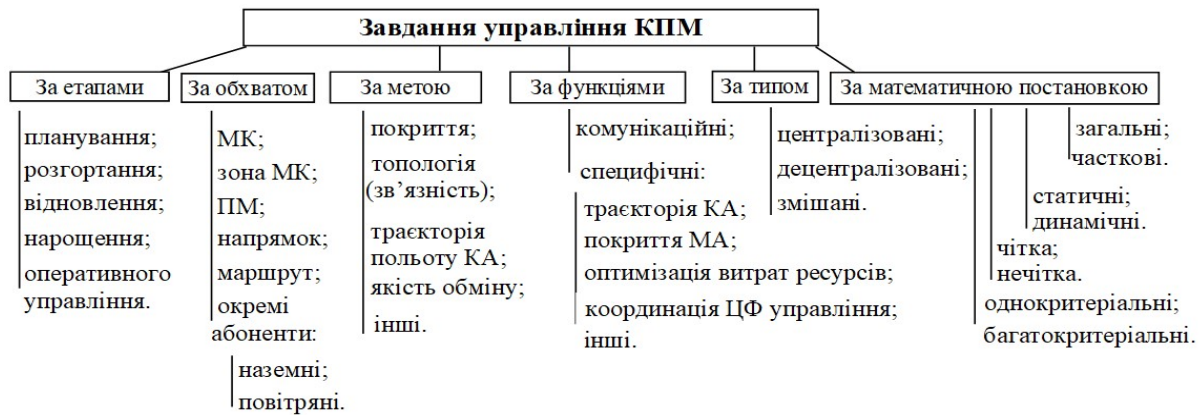 Завдання управління КПМ
За етапами
планування;
розгортання;
відновлення;
нарощення;
оперативного
управління.
За обхватом
МК;
зона МК;
ПМ;
напрямок;
маршрут;
окремі
абоненти:
наземні;
повітряні.
За метою
покриття;
топологія
(зв’язність);
траєкторія
польоту КА;
якість обміну;
інші.
За функціями
комунікаційні;
специфічні:
траєкторія КА;
покриття МА;
оптимізація витрат ресурсів;
координація ЦФ управління;
інші.
За типом
централізовані;
децентралізовані;
змішані.
За математичною постановкою
загальні;
часткові.
статичні;
динамічні.
чітка;
нечітка.
однокритеріальні;
багатокритеріальні.